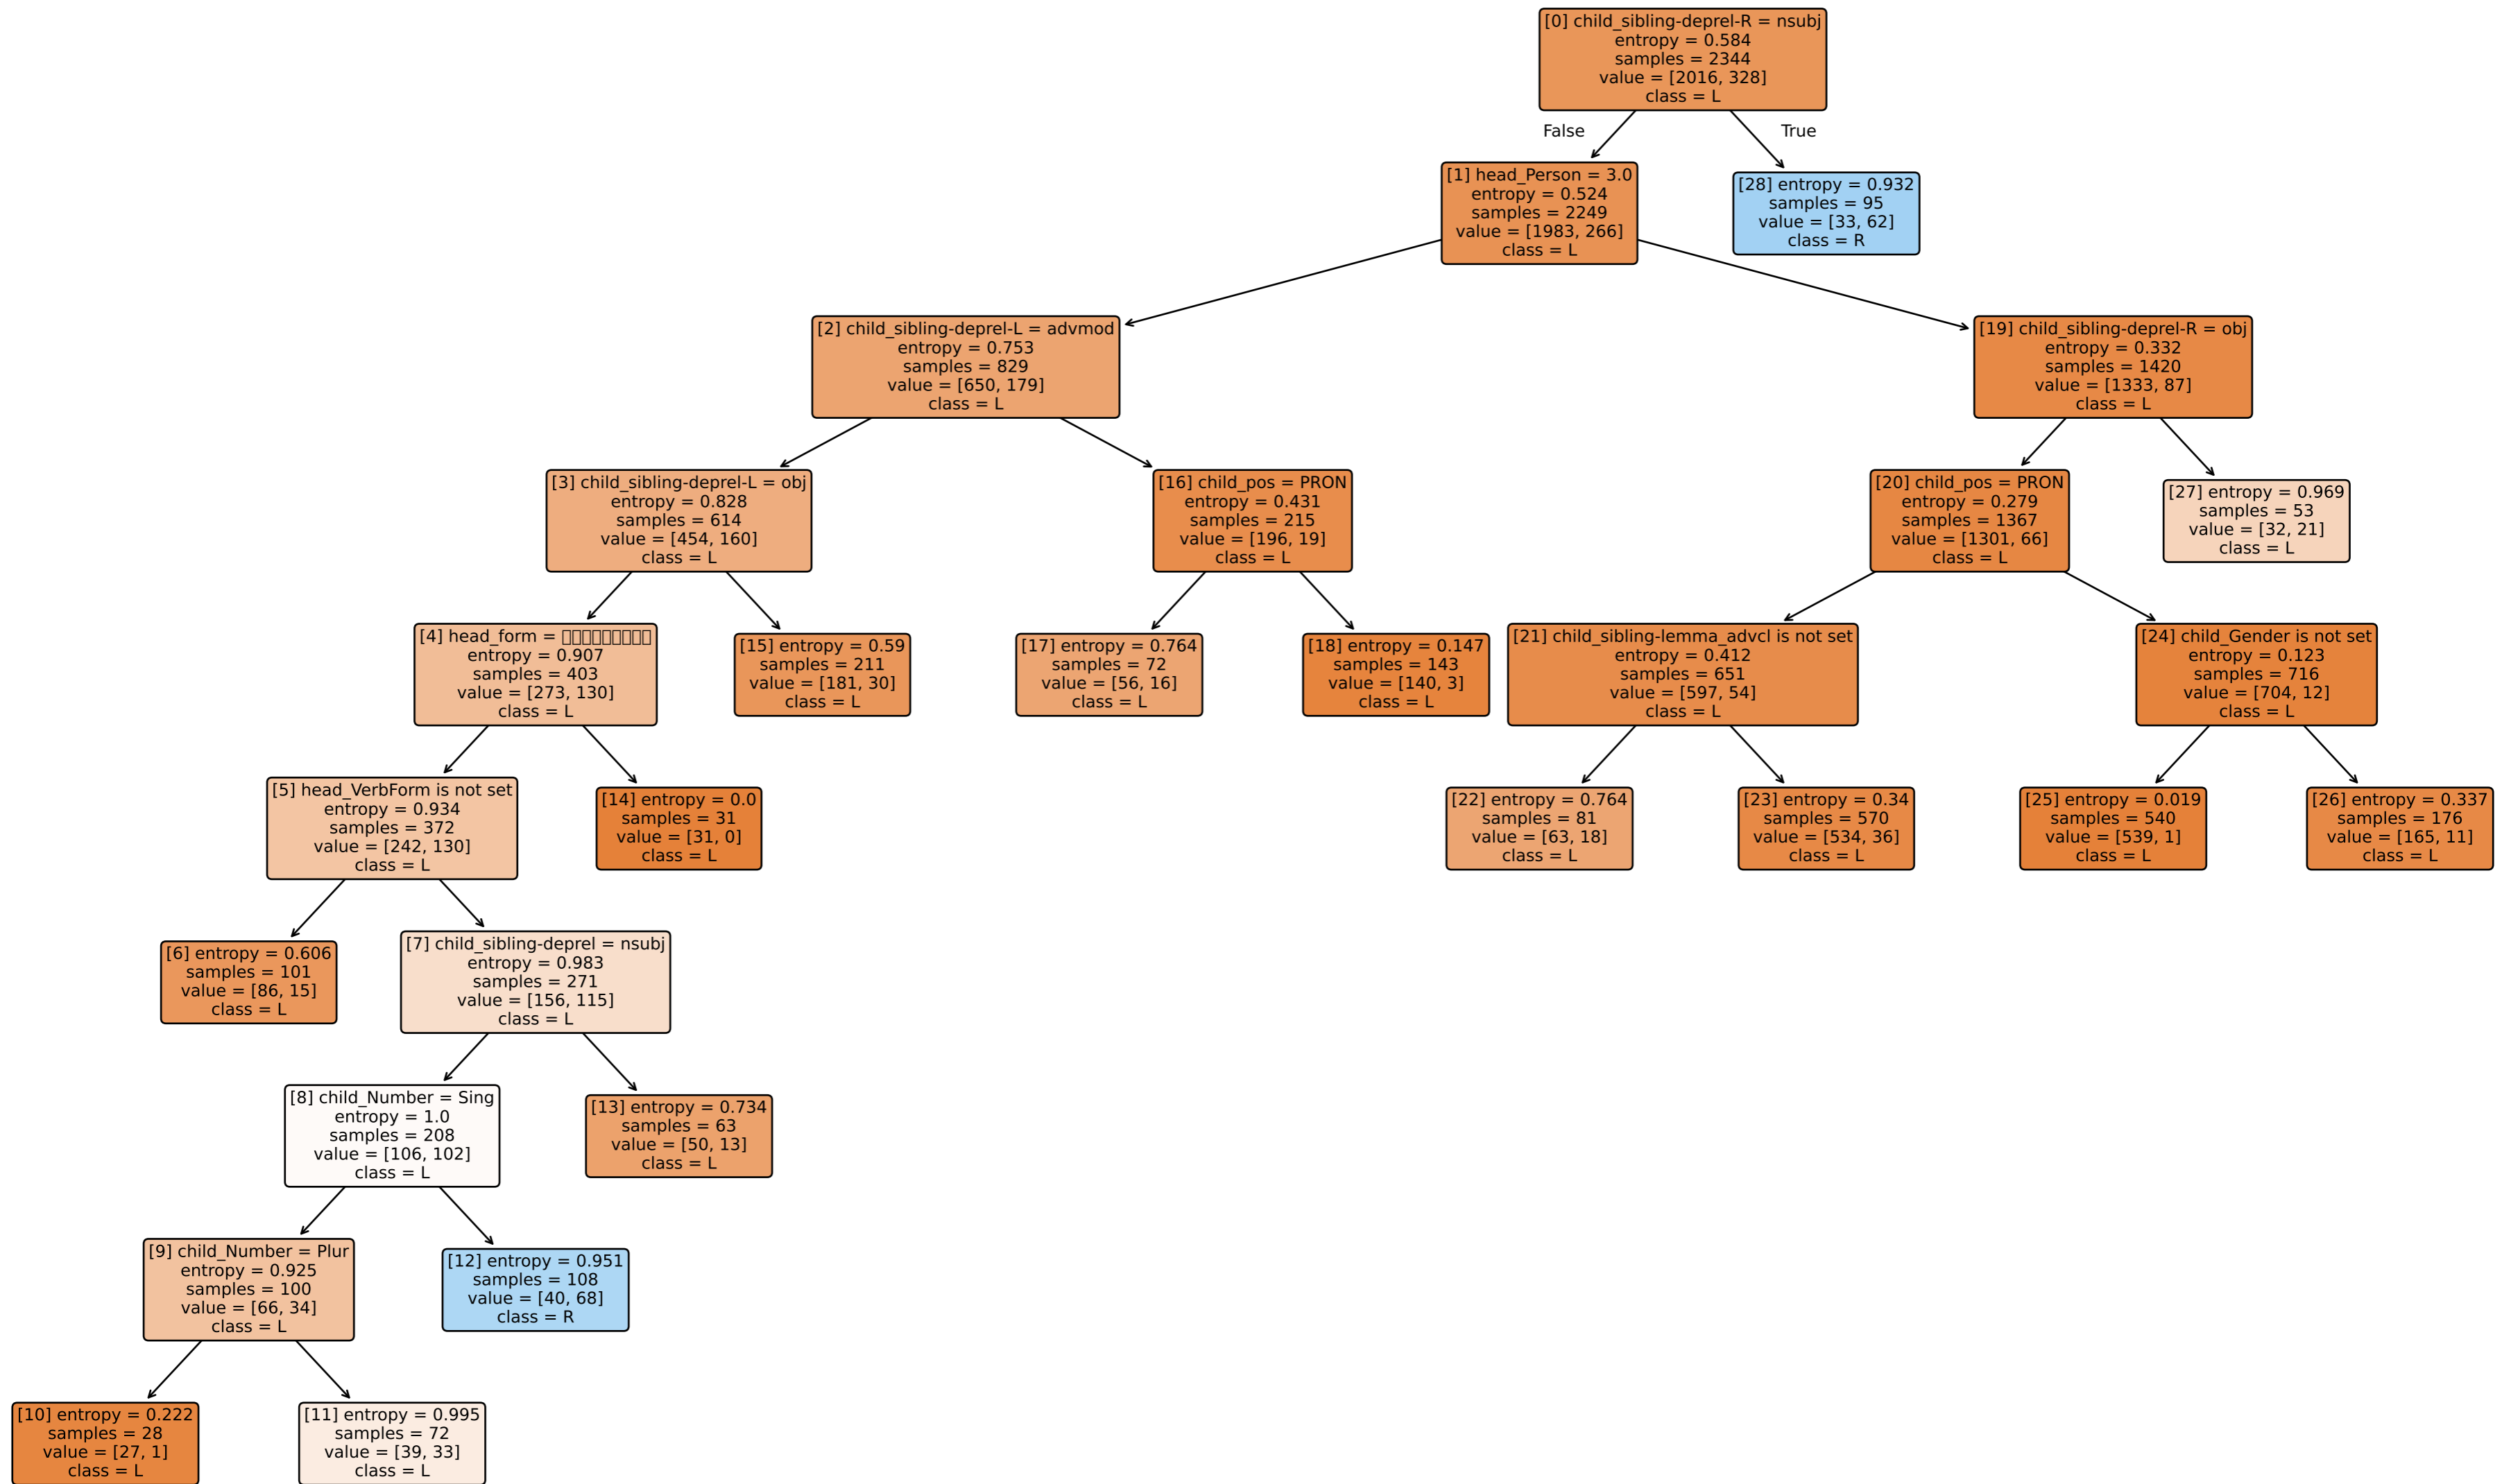 [0] child_sibling-deprel-R = nsubj
entropy = 0.584
samples = 2344
value = [2016, 328]
class = L
False
True
[1] head_Person = 3.0
entropy = 0.524
samples = 2249
value = [1983, 266]
class = L
[28] entropy = 0.932
samples = 95
value = [33, 62]
class = R
[2] child_sibling-deprel-L = advmod
entropy = 0.753
samples = 829
value = [650, 179]
class = L
[19] child_sibling-deprel-R = obj
entropy = 0.332
samples = 1420
value = [1333, 87]
class = L
[3] child_sibling-deprel-L = obj
entropy = 0.828
samples = 614
value = [454, 160]
class = L
[16] child_pos = PRON
entropy = 0.431
samples = 215
value = [196, 19]
class = L
[20] child_pos = PRON
entropy = 0.279
samples = 1367
value = [1301, 66]
class = L
[27] entropy = 0.969
samples = 53
value = [32, 21]
class = L
[4] head_form =
entropy = 0.907
samples = 403
value = [273, 130]
class = L
[15] entropy = 0.59
samples = 211
value = [181, 30]
class = L
[17] entropy = 0.764
samples = 72
value = [56, 16]
class = L
[18] entropy = 0.147
samples = 143
value = [140, 3]
class = L
[21] child_sibling-lemma_advcl is not set
entropy = 0.412
samples = 651
value = [597, 54]
class = L
[24] child_Gender is not set
entropy = 0.123
samples = 716
value = [704, 12]
class = L
[5] head_VerbForm is not set
entropy = 0.934
samples = 372
value = [242, 130]
class = L
[14] entropy = 0.0
samples = 31
value = [31, 0]
class = L
[22] entropy = 0.764
samples = 81
value = [63, 18]
class = L
[23] entropy = 0.34
samples = 570
value = [534, 36]
class = L
[25] entropy = 0.019
samples = 540
value = [539, 1]
class = L
[26] entropy = 0.337
samples = 176
value = [165, 11]
class = L
[6] entropy = 0.606
samples = 101
value = [86, 15]
class = L
[7] child_sibling-deprel = nsubj
entropy = 0.983
samples = 271
value = [156, 115]
class = L
[8] child_Number = Sing
entropy = 1.0
samples = 208
value = [106, 102]
class = L
[13] entropy = 0.734
samples = 63
value = [50, 13]
class = L
[9] child_Number = Plur
entropy = 0.925
samples = 100
value = [66, 34]
class = L
[12] entropy = 0.951
samples = 108
value = [40, 68]
class = R
[10] entropy = 0.222
samples = 28
value = [27, 1]
class = L
[11] entropy = 0.995
samples = 72
value = [39, 33]
class = L